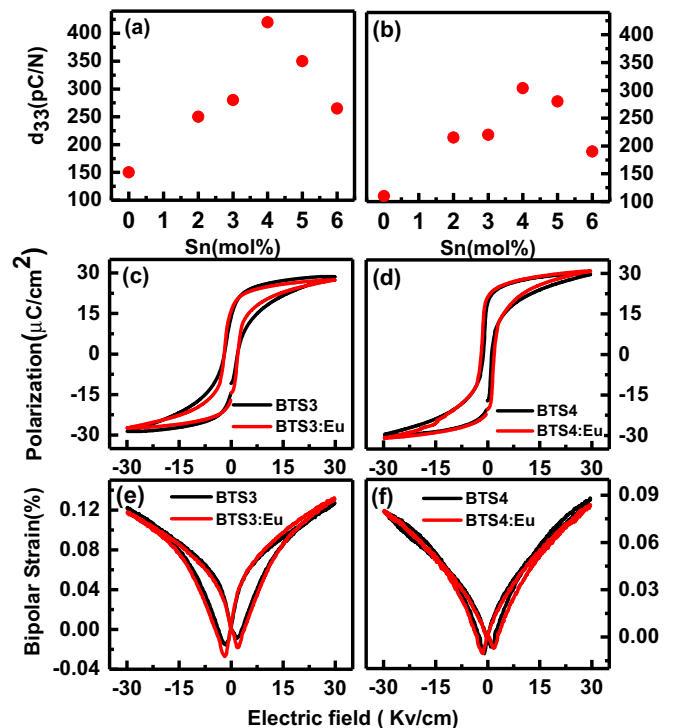 (a)
(b)
d33(pC/N)
400
350
300
250
200
150
100
400
350
300
250
200
150
100
0 1 2 3 4 5 6
0 1 2 3 4 5 6
Sn(mol%)
Sn(mol%)
(c)
(d)
Polarization(μC/cm2)
30
15
0
-15
-30
30
15
0
-15
-30
BTS3
BTS3:Eu
BTS4
BTS4:Eu
-30 -15 0 15 30
-30 -15 0 15 30
(e)
BTS3
BTS3:Eu
(f)
BTS4
BTS4:Eu
Bipolar Strain(%)
0.12
0.08
0.04
0.00
-0.04
0.09
0.06
0.03
0.00
-30 -15 0 15 30
-30 -15 0 15 30
Electric field ( Kv/cm)